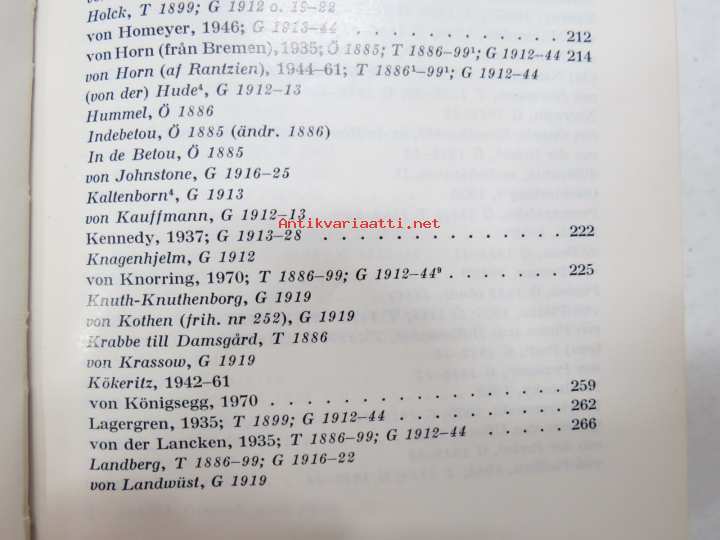 Holck, T 1899; G 1912 o. 19–22
von Homeyer, 1946; G 1913–44 . . . . . . . . . . . . . . 212
von Horn (från Bremen), 1935; Ö 1885; T 1886–99¹; G 1912–44 214
von Horn (af Rantzien), 1944–61; T 1886¹–99¹; G 1912–44
(von der) Hude⁴, G 1912–13
Hummel, Ö 1886
Indebetou, Ö 1885 (ändr. 1886)
In de Betou, Ö 1885
von Johnstone, G 1916–25
Kaltenborn⁴, G 1913
von Kauffmann, G 1912–13
Antikvariaatti.net
Kennedy, 1937; G 1913–28 . . . . . . . . . . . . . . 222
Knagenhjelm, G 1912
von Knorring, 1970; T 1886–99; G 1912–44⁹ . . . . . . . 225
Knuth-Knuthenborg, G 1919
von Kothen (frih. nr 252), G 1919
Krabbe till Damsgård, T 1886
von Krassow, G 1919
Kökeritz, 1942–61
von Königsegg, 1970 . . . . . . . . . . . . . . . . . 259
Lagergren, 1935; T 1899; G 1912–44 . . . . . . . . . . 262
von der Lancken, 1935; T 1886–99; G 1912–44 . . . . . . 266
Landberg, T 1886–99; G 1916–22
von Landwüst, G 1919